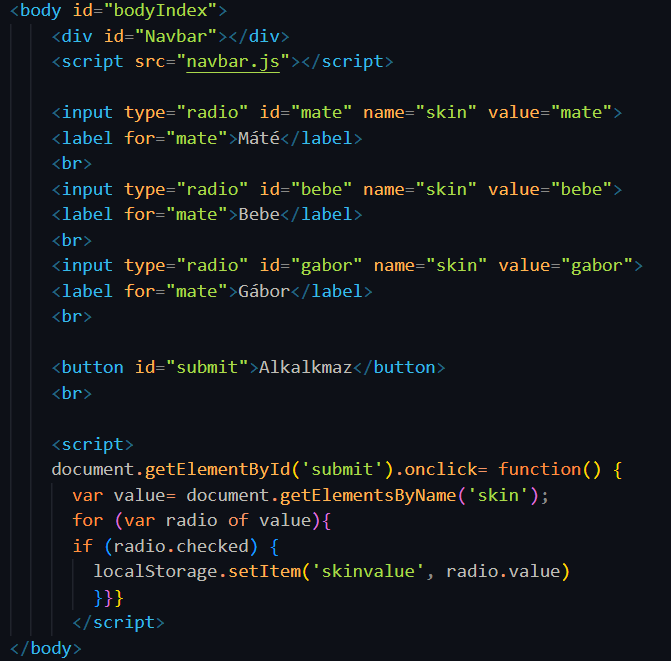 <body id="bodyIndex">
<div id="Navbar"></div>
<script src="navbar.js"></script>
<input type="radio" id="mate" name="skin" value="mate">
<label for="mate">Máté</label>
<br>
<input type="radio" id="bebe" name="skin" value="bebe">
<label for="mate">Bebe</label>
<br>
<input type="radio" id="gabor" name="skin" value="gabor">
<label for="mate">Gábor</label>
<br>
<button id="submit">Alkalkmaz</button>
<br>
<script>
document.getElementById('submit').onclick= function() {
var value= document.getElementsByName('skin');
for (var radio of value){
if (radio.checked) {
localStorage.setItem('skinvalue', radio.value)
}}}
</script>
</body>